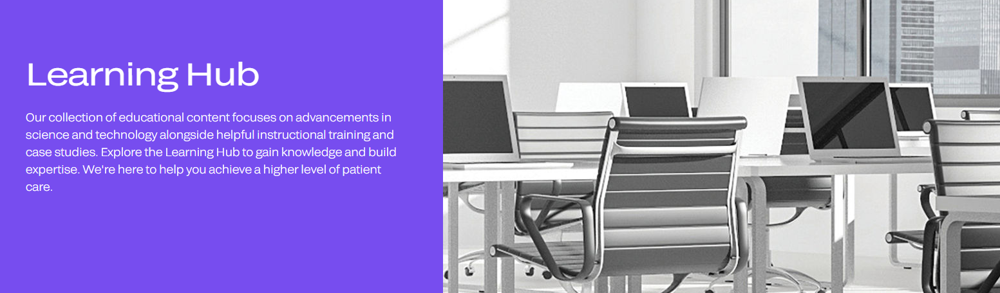 Learning Hub
Our collection of educational content focuses on advancements in
science and technology alongside helpful instructional training and
case studies. Explore the Learning Hub to gain knowledge and build
expertise. We're here to help you achieve a higher level of patient
care.